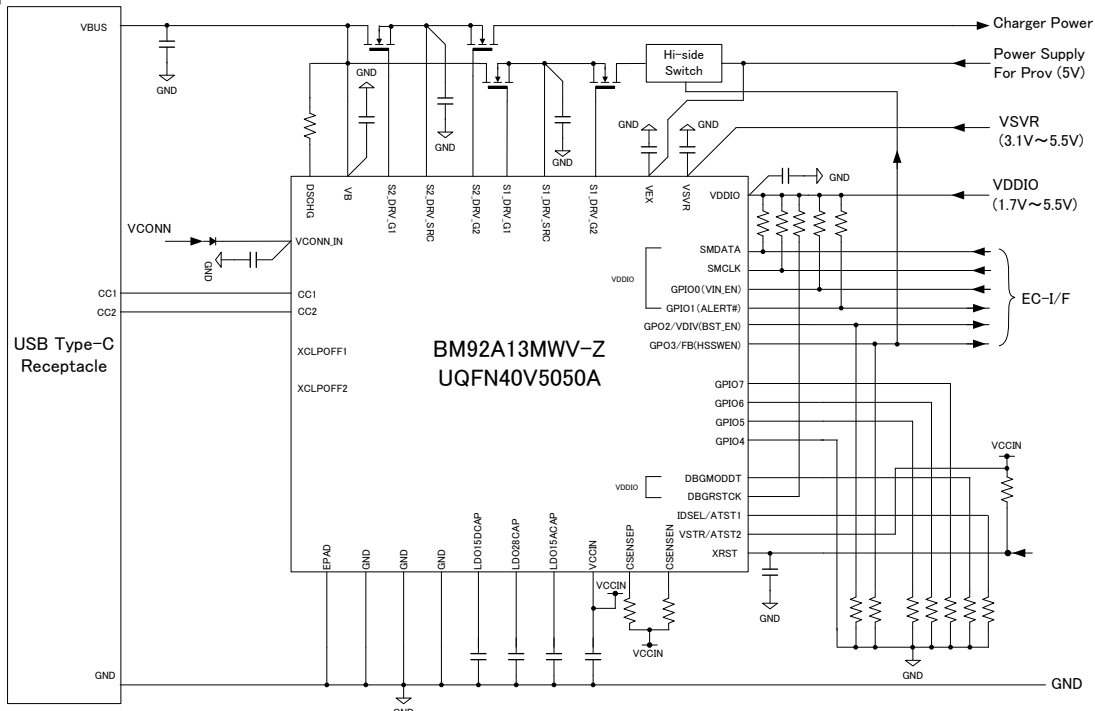 VBUS
GND
GND
GND
GND
Hi-side
Switch
Charger Power
Power Supply
For Prov (5V)
GND
GND
VSVR
(3.1V～5.5V)
GND
VDDIO
(1.7V～5.5V)
DSCHG
VB
S2_DRV_G1
S2_DRV_SRC
S2_DRV_G2
S1_DRV_G1
S1_DRV_SRC
S1_DRV_G2
VEX
VSVR
VDDIO
VCONN
VCONN_IN
GND
SMDATA
SMCLK
VDDIO
GPIO0(VIN_EN)
GPIO1(ALERT#)
GPO2/VDIV(BST_EN)
GPO3/FB(HSSWEN)
EC-I/F
CC1
CC2
CC1
CC2
USB Type-C
Receptacle
XCLPOFF1
XCLPOFF2
BM92A13MWV-Z
UQFN40V5050A
GPIO7
GPIO6
GPIO5
GPIO4
VCCIN
VDDIO
DBGMODDT
DBGRSTCK
IDSEL/ATST1
VSTR/ATST2
XRST
EPAD
GND
GND
GND
LDO15DCAP
LDO28CAP
LDO15ACAP
VCCIN
CSENSEP
CSENSEN
VCCIN
VCCIN
GND
GND
GND
GND
GND